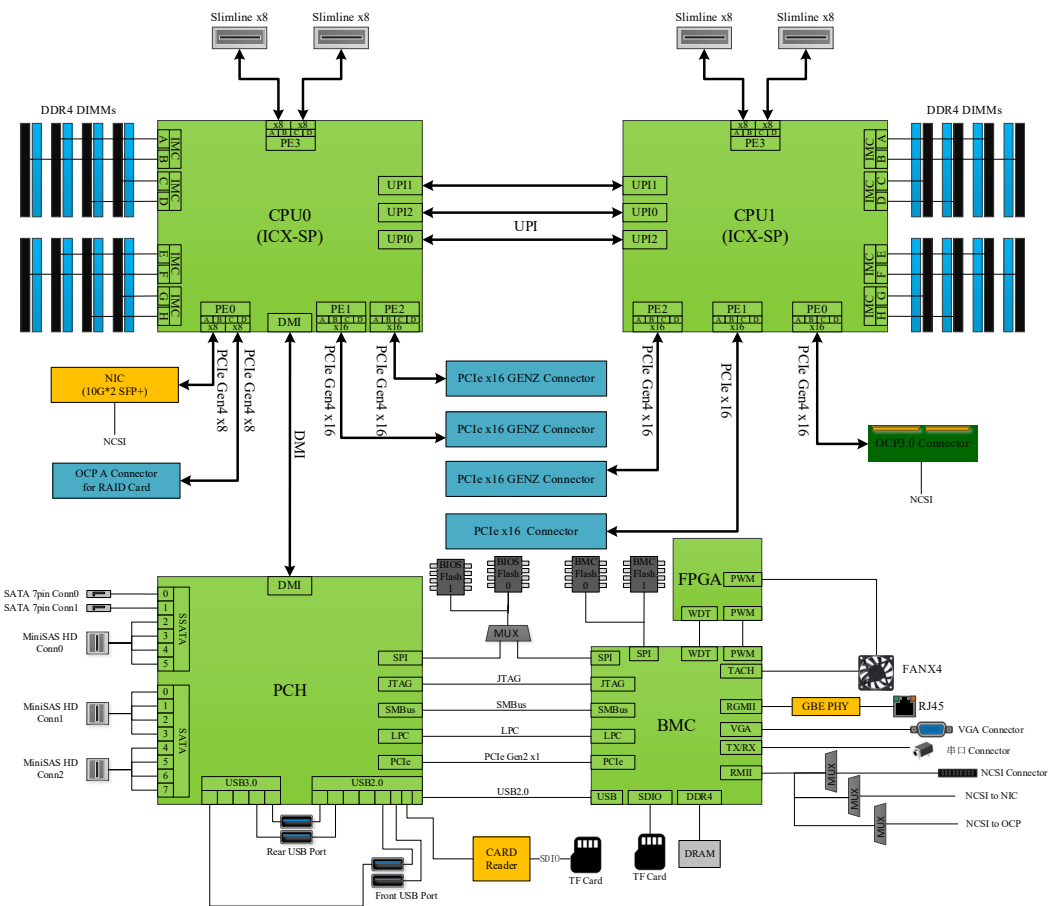 Slimline x8
Slimline x8
Slimline x8
Slimline x8
DDR4 DIMMs
DDR4 DIMMs
x8
x8
A B C D
PE3
x8
x8
A B C D
PE3
A
B
IMC
C
D
IMC
E
F
IMC
G
H
IMC
CPU0
(ICX-SP)
UPI1
UPI2
UPI0
UPI
UPI1
UPI0
UPI2
CPU1
(ICX-SP)
IMC
A
B
IMC
C
D
IMC
E
F
IMC
G
H
PE0
A B C D
x8
x8
DMI
PE1
A B C D
x16
PE2
A B C D
x16
PE2
A B C D
x16
PE1
A B C D
x16
PE0
A B C D
x16
PCIe Gen4 x8
PCIe Gen4 x8
DMI
PCIe Gen4 x16
PCIe Gen4 x16
PCIe Gen4 x16
PCIe x16
PCIe Gen4 x16
NIC
(10G*2 SFP+)
NCSI
OCP A Connector
for RAID Card
PCIe x16 GENZ Connector
PCIe x16 GENZ Connector
PCIe x16 GENZ Connector
PCIe x16 Connector
OCP3.0 Connector
NCSI
BIOS
Flash
1
BIOS
Flash
0
BMC
Flash
0
BMC
Flash
1
MUX
FPGA
PWM
WDT
PWM
DMI
SATA 7pin Conn0
SATA 7pin Conn1
MiniSAS HD
Conn0
0
1
2
3
4
5
SSATA
MiniSAS HD
Conn1
MiniSAS HD
Conn2
0
1
2
3
4
5
6
7
SATA
PCH
SPI
JTAG
SMBus
LPC
PCIe
JTAG
SMBus
LPC
PCIe Gen2 x1
USB2.0
SPI
JTAG
SMBus
LPC
PCIe
SPI
WDT
PWM
TACH
RGMII
VGA
TX/RX
RMII
BMC
USB
SDIO
DDR4
FANX4
GBE PHY
RJ45
VGA Connector
串口 Connector
MUX
MUX
MUX
NCSI Connector
NCSI to NIC
NCSI to OCP
USB3.0
USB2.0
Rear USB Port
Front USB Port
CARD
Reader
SDIO
TF Card
TF Card
DRAM